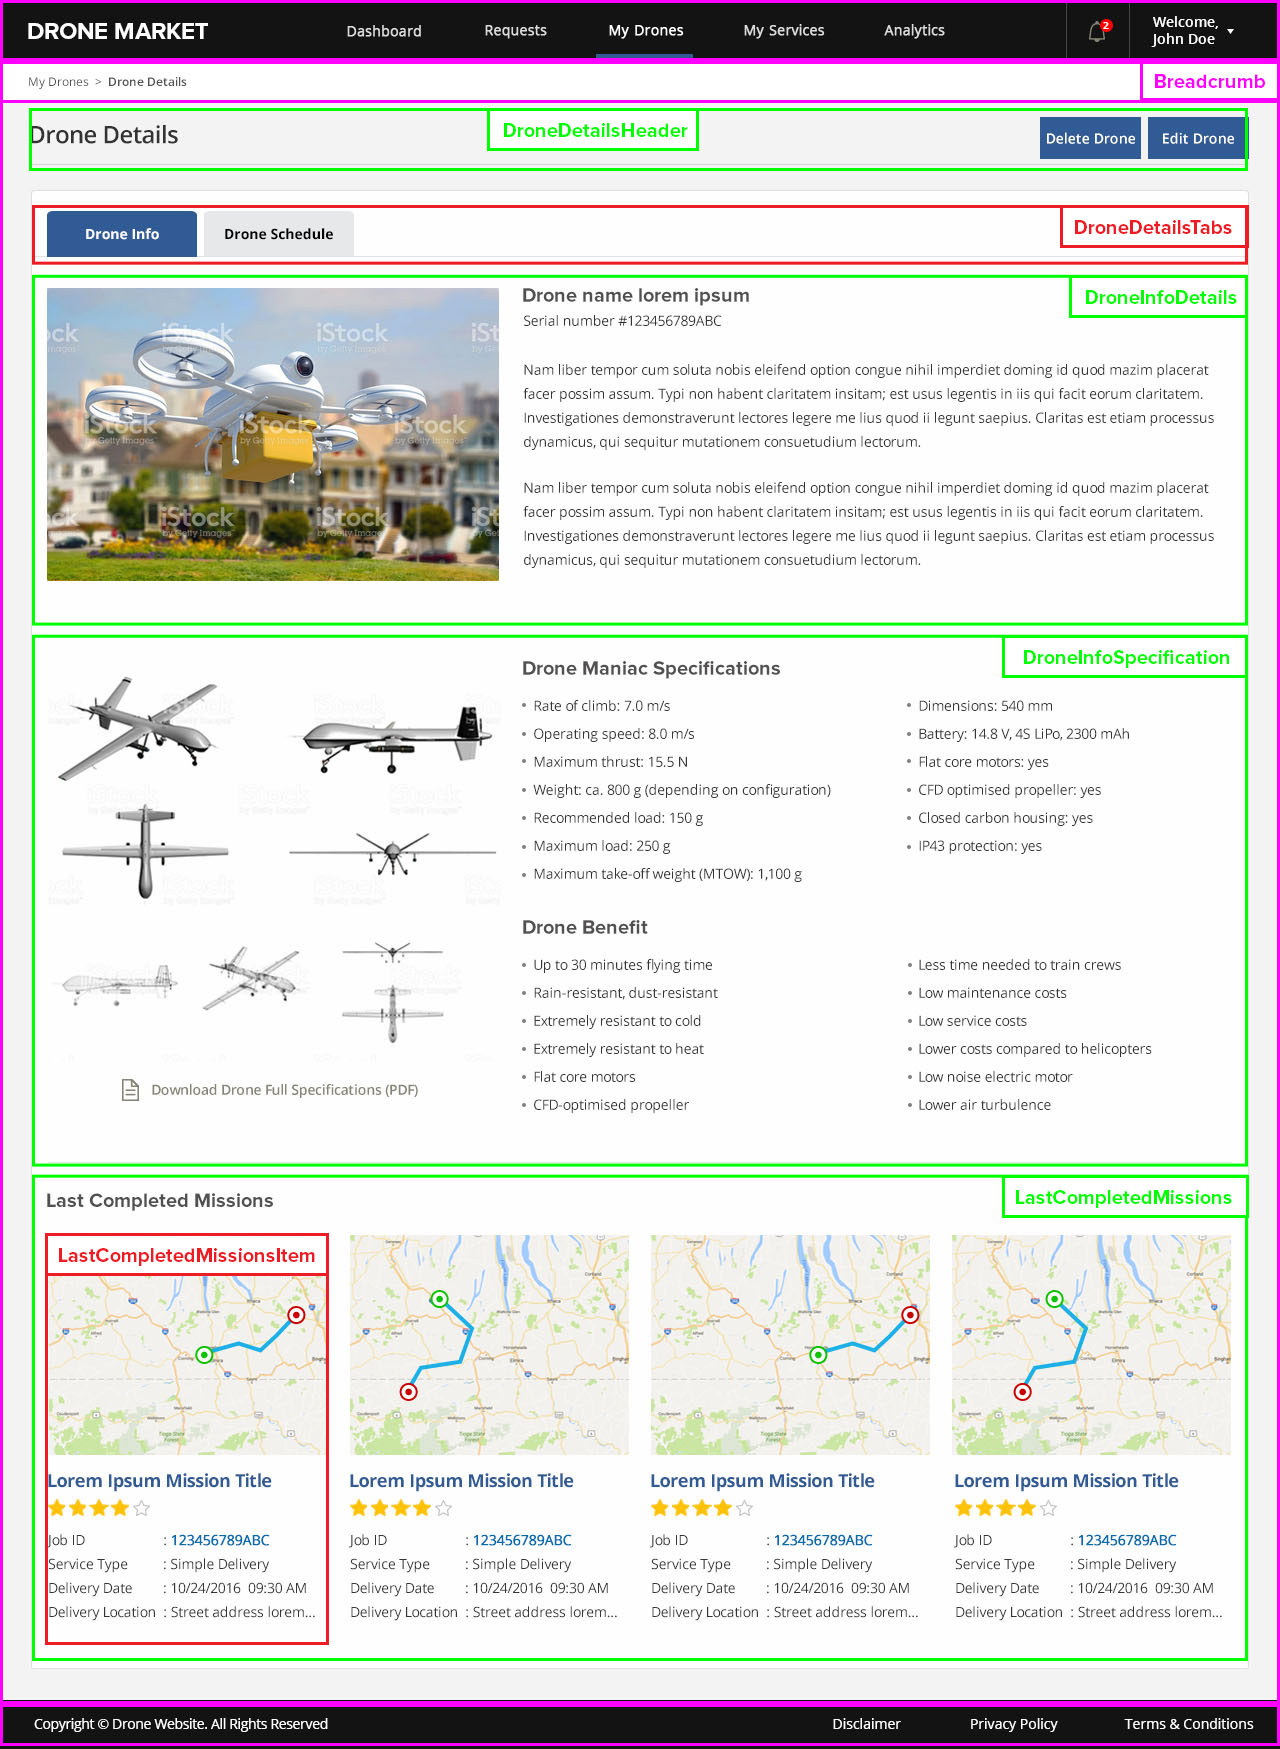 DRONE MARKET
Dashboard
Requests
My Drones
My Services
Analytics
2
Welcome,
John Doe
My Drones > Drone Details
Breadcrumb
Drone Details
DroneDetailsHeader
Delete Drone
Edit Drone
Drone Info
Drone Schedule
DroneDetailsTabs
Drone name lorem ipsum
DroneInfoDetails
Serial number #123456789ABC
Nam liber tempor cum soluta nobis eleifend option congue nihil imperdiet doming id quod mazim placerat
facer possim assum. Typi non habent claritatem insitam; est usus legentis in iis qui facit eorum claritatem.
Investigationes demonstraverunt lectores legere me lius quod ii legunt saepius. Claritas est etiam processus
dynamicus, qui sequitur mutationem consuetudium lectorum.
Nam liber tempor cum soluta nobis eleifend option congue nihil imperdiet doming id quod mazim placerat
facer possim assum. Typi non habent claritatem insitam; est usus legentis in iis qui facit eorum claritatem.
Investigationes demonstraverunt lectores legere me lius quod ii legunt saepius. Claritas est etiam processus
dynamicus, qui sequitur mutationem consuetudium lectorum.
iStock
by Getty Images
DroneInfoSpecification
Drone Maniac Specifications
• Rate of climb: 7.0 m/s
• Operating speed: 8.0 m/s
• Maximum thrust: 15.5 N
• Weight: ca. 800 g (depending on configuration)
• Recommended load: 150 g
• Maximum load: 250 g
• Maximum take-off weight (MTOW): 1,100 g
• Dimensions: 540 mm
• Battery: 14.8 V, 4S LiPo, 2300 mAh
• Flat core motors: yes
• CFD optimised propeller: yes
• Closed carbon housing: yes
• IP43 protection: yes
Drone Benefit
• Up to 30 minutes flying time
• Rain-resistant, dust-resistant
• Extremely resistant to cold
• Extremely resistant to heat
• Flat core motors
• CFD-optimised propeller
• Less time needed to train crews
• Low maintenance costs
• Low service costs
• Lower costs compared to helicopters
• Low noise electric motor
• Lower air turbulence
Download Drone Full Specifications (PDF)
Last Completed Missions
LastCompletedMissions
LastCompletedMissionsItem
Lorem Ipsum Mission Title
Job ID : 123456789ABC
Service Type : Simple Delivery
Delivery Date : 10/24/2016 09:30 AM
Delivery Location : Street address lorem...
Lorem Ipsum Mission Title
Job ID : 123456789ABC
Service Type : Simple Delivery
Delivery Date : 10/24/2016 09:30 AM
Delivery Location : Street address lorem...
Lorem Ipsum Mission Title
Job ID : 123456789ABC
Service Type : Simple Delivery
Delivery Date : 10/24/2016 09:30 AM
Delivery Location : Street address lorem...
Lorem Ipsum Mission Title
Job ID : 123456789ABC
Service Type : Simple Delivery
Delivery Date : 10/24/2016 09:30 AM
Delivery Location : Street address lorem...
Copyright © Drone Website. All Rights Reserved
Disclaimer
Privacy Policy
Terms & Conditions